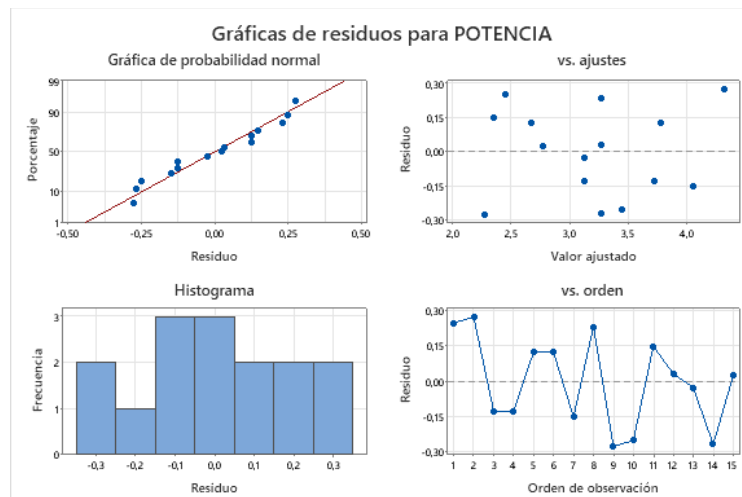 Gráficas de residuos para POTENCIA
Gráfica de probabilidad normal
99
90
50
10
1
Porcentaje
-0,50 -0,25 0,00 0,25 0,50
Residuo
vs. ajustes
0,30
0,15
0,00
-0,15
-0,30
Residuo
2,0 2,5 3,0 3,5 4,0
Valor ajustado
Histograma
3
2
1
0
Frecuencia
-0,3 -0,2 -0,1 0,0 0,1 0,2 0,3
Residuo
vs. orden
0,30
0,15
0,00
-0,15
-0,30
Residuo
1 2 3 4 5 6 7 8 9 10 11 12 13 14 15
Orden de observación